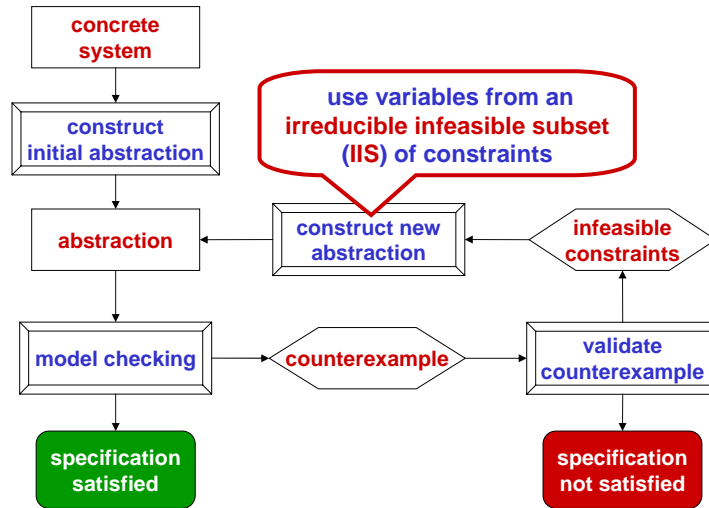 concrete
system
construct
initial abstraction
use variables from an
irreducible infeasible subset
(IIS) of constraints
abstraction
construct new
abstraction
infeasible
constraints
model checking
counterexample
validate
counterexample
specification
satisfied
specification
not satisfied